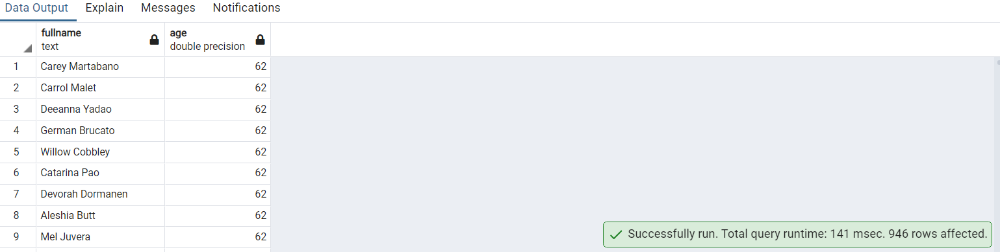 Data Output Explain Messages Notifications
fullname age
text double precision
1 Carey Martabano 62
2 Carrol Malet 62
3 Deeanna Yadao 62
4 German Brucato 62
5 Willow Cobbley 62
6 Catarina Pao 62
7 Devorah Dormanen 62
8 Aleshia Butt 62
9 Mel Juvera 62
Successfully run. Total query runtime: 141 msec. 946 rows affected.